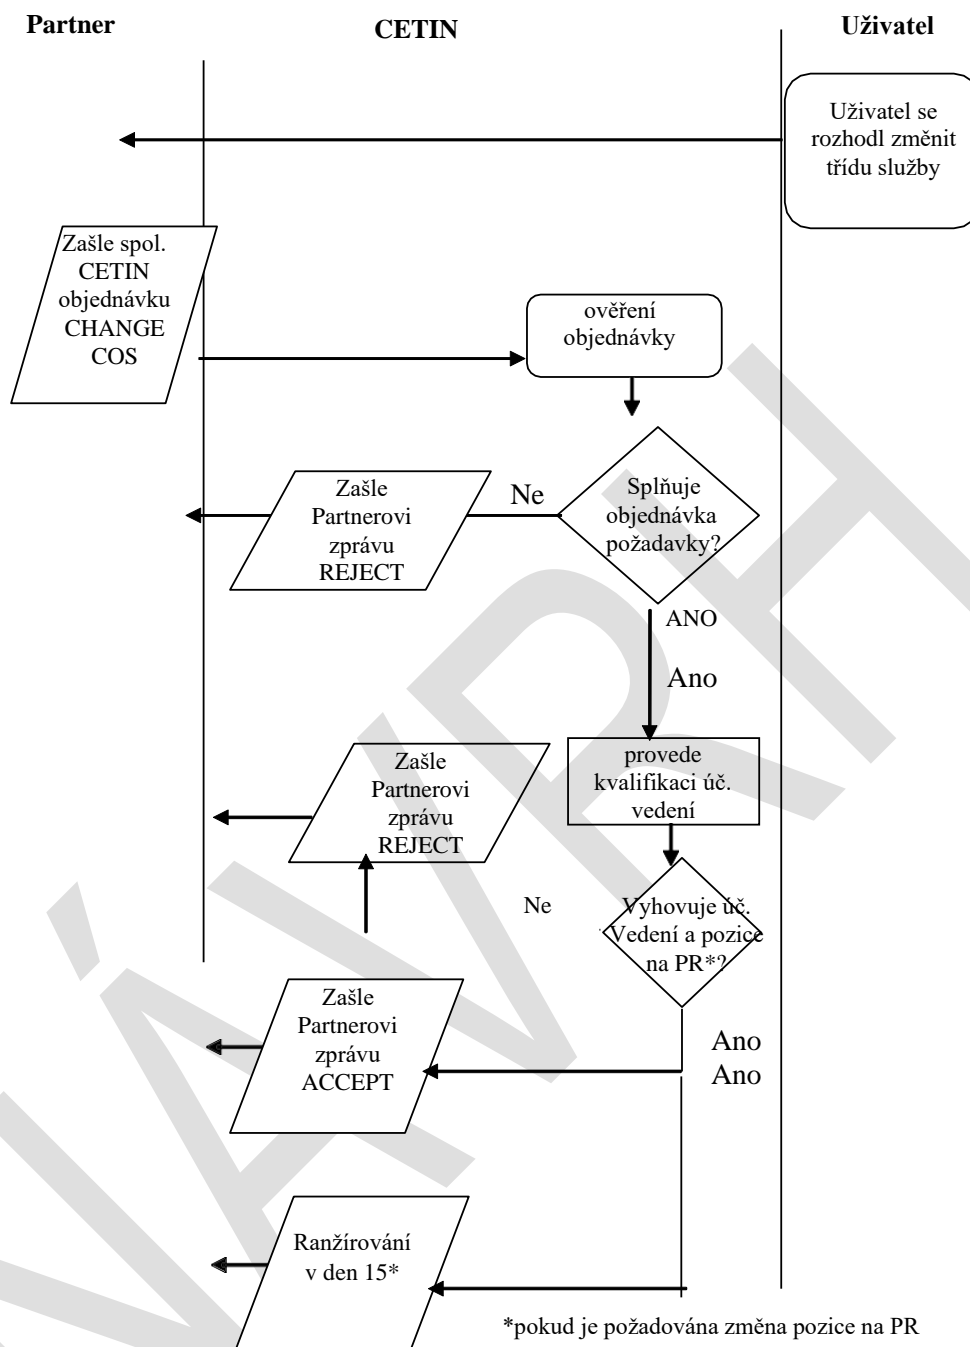 Partner
CETIN
Uživatel
Uživatel se
rozhodl změnit
třídu služby
Zašle spol.
CETIN
objednávku
CHANGE
COS
ověření
objednávky
Splňuje
objednávka
požadavky?
Ne
Zašle
Partnerovi
zprávu
REJECT
ANO
Ano
provede
kvalifikaci úč.
vedení
Zašle
Partnerovi
zprávu
REJECT
Ne
Vyhovuje úč.
Vedení a pozice
na PR*?
Zašle
Partnerovi
zprávu
ACCEPT
Ano
Ano
Ranžírování
v den 15*
*pokud je požadována změna pozice na PR
NÁVRH